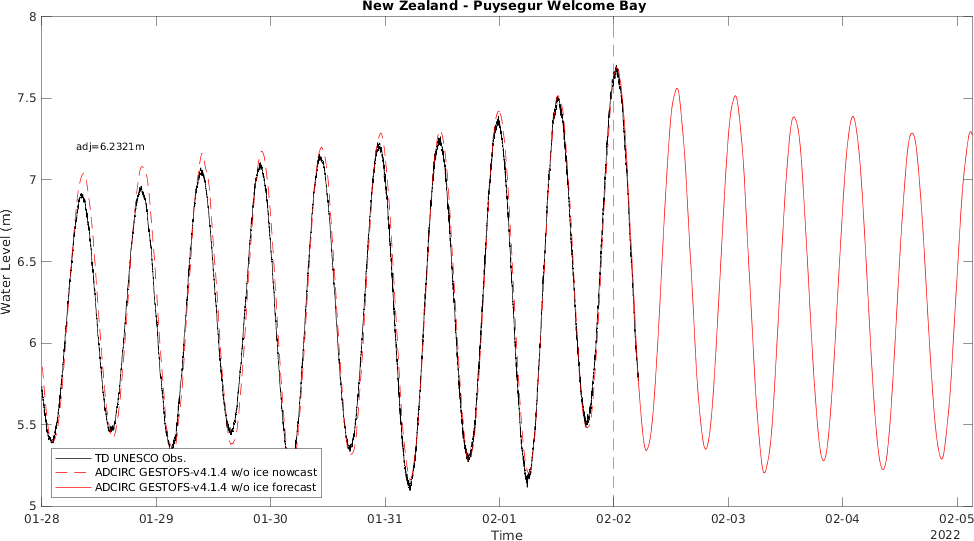 New Zealand - Puysegur Welcome Bay
8
7.5
7
6.5
6
5.5
5
Water Level (m)
adj=6.2321m
TD UNESCO Obs.
ADCIRC GESTOFS-v4.1.4 w/o ice nowcast
ADCIRC GESTOFS-v4.1.4 w/o ice forecast
01-28 01-29 01-30 01-31 02-01 02-02 02-03 02-04 02-05
Time
2022